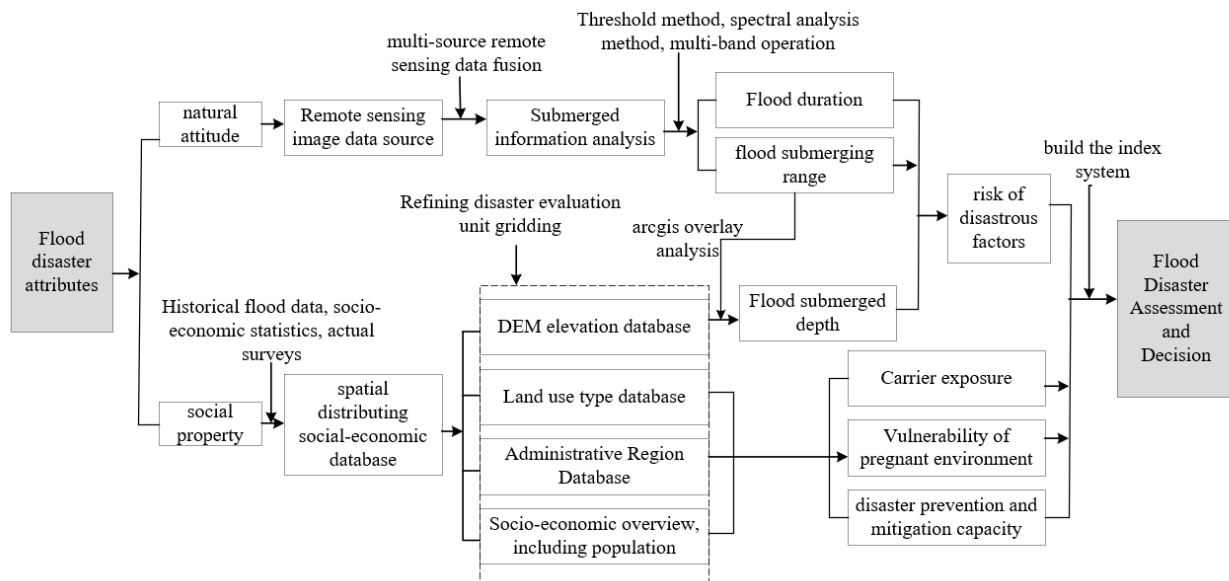 Threshold method, spectral analysis
method, multi-band operation
multi-source remote
sensing data fusion
natural
attitude
Remote sensing
image data source
Submerged
information analysis
Flood duration
flood submerging
range
build the index
system
Refining disaster evaluation
unit gridding
arcgis overlay
analysis
risk of
disastrous
factors
Flood
disaster
attributes
Flood
Disaster
Assessment
and
Decision
Historical flood data, socio-
economic statistics, actual
surveys
DEM elevation database
Flood submerged
depth
social
property
spatial
distributing
social-economic
database
Land use type database
Administrative Region
Database
Socio-economic overview,
including population
Carrier exposure
Vulnerability of
pregnant environment
disaster prevention and
mitigation capacity